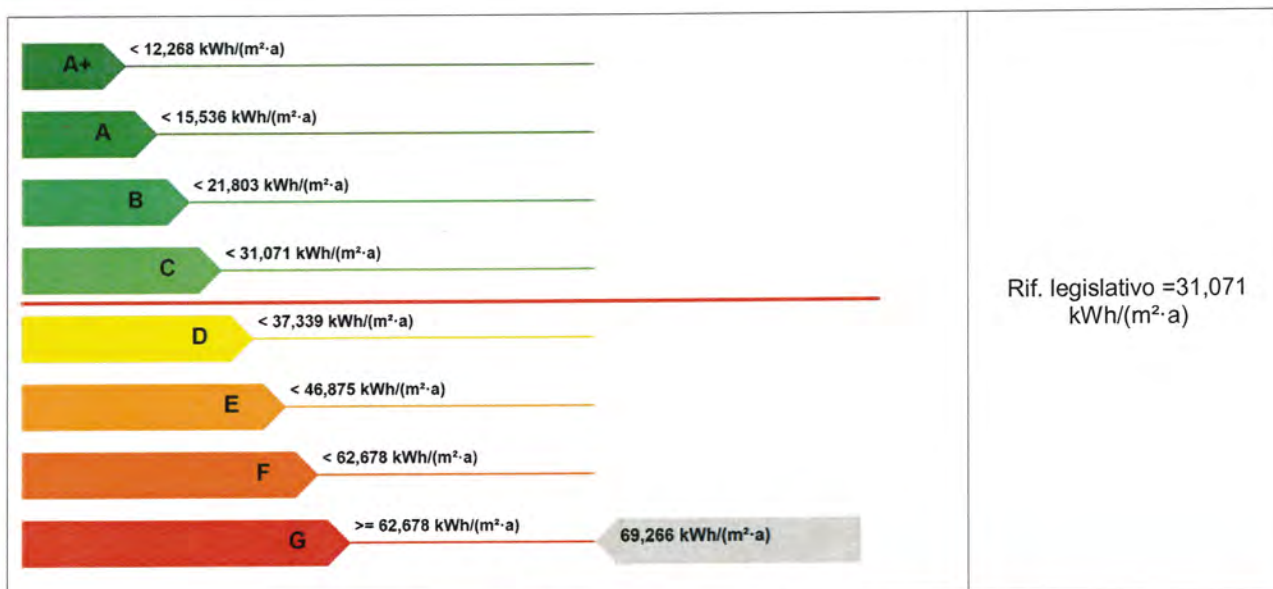 A+ < 12,268 kWh/(m²·a)
A < 15,536 kWh/(m²·a)
B < 21,803 kWh/(m²·a)
C < 31,071 kWh/(m²·a)
Rif. legislativo =31,071
kWh/(m²·a)
D < 37,339 kWh/(m²·a)
E < 46,875 kWh/(m²·a)
F < 62,678 kWh/(m²·a)
G >= 62,678 kWh/(m²·a) 69,266 kWh/(m²·a)